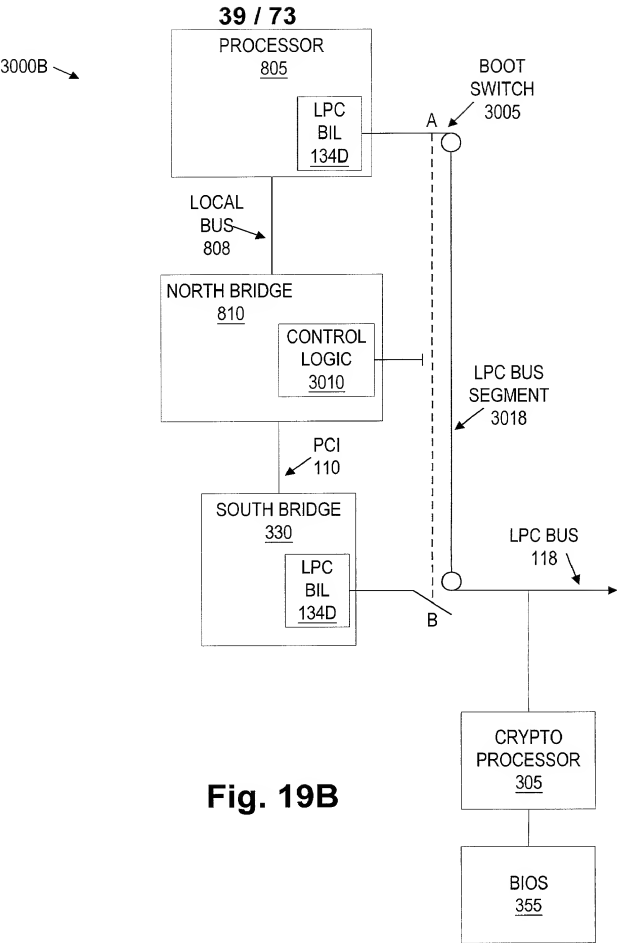 39 / 73
3000B
PROCESSOR
805
LPC
BIL
134D
A
BOOT
SWITCH
3005
LOCAL
BUS
808
NORTH BRIDGE
810
CONTROL
LOGIC
3010
LPC BUS
SEGMENT
3018
PCI
110
SOUTH BRIDGE
330
LPC
BIL
134D
B
LPC BUS
118
CRYPTO
PROCESSOR
305
BIOS
355
Fig. 19B